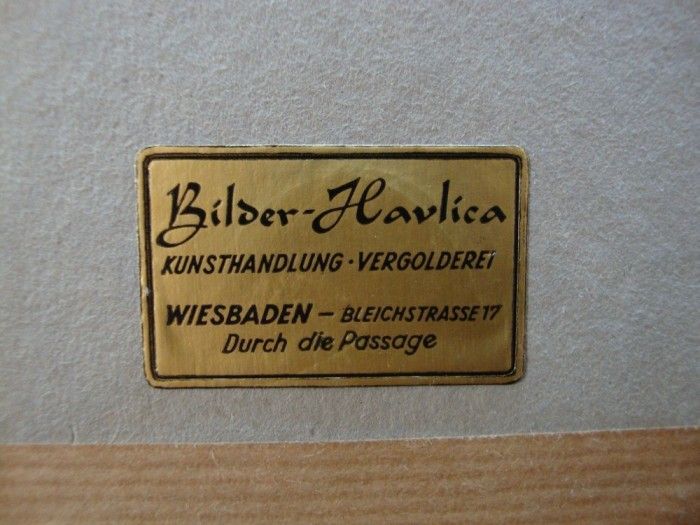 Bilder-Havlica
KUNSTHANDLUNG · VERGOLDEREI
WIESBADEN – BLEICHSTRASSE 17
Durch die Passage